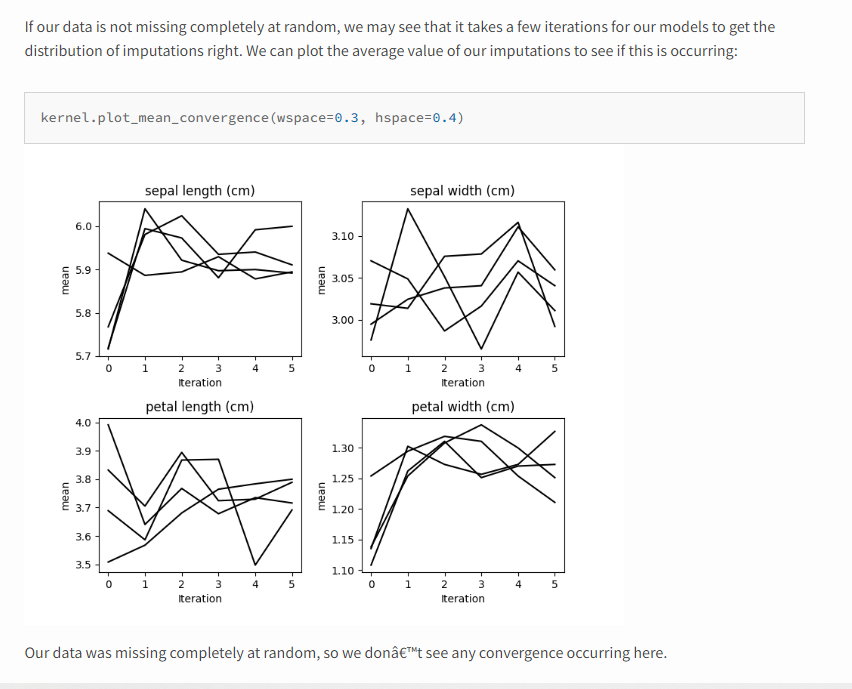 If our data is not missing completely at random, we may see that it takes a few iterations for our models to get the
distribution of imputations right. We can plot the average value of our imputations to see if this is occurring:
kernel.plot_mean_convergence(wspace=0.3, hspace=0.4)
sepal length (cm)
6.0
5.9
5.8
5.7
mean
0 1 2 3 4 5
Iteration
sepal width (cm)
3.10
3.05
3.00
mean
0 1 2 3 4 5
Iteration
petal length (cm)
4.0
3.9
3.8
3.7
3.6
3.5
mean
0 1 2 3 4 5
Iteration
petal width (cm)
1.30
1.25
1.20
1.15
1.10
mean
0 1 2 3 4 5
Iteration
Our data was missing completely at random, so we donâ€™t see any convergence occurring here.